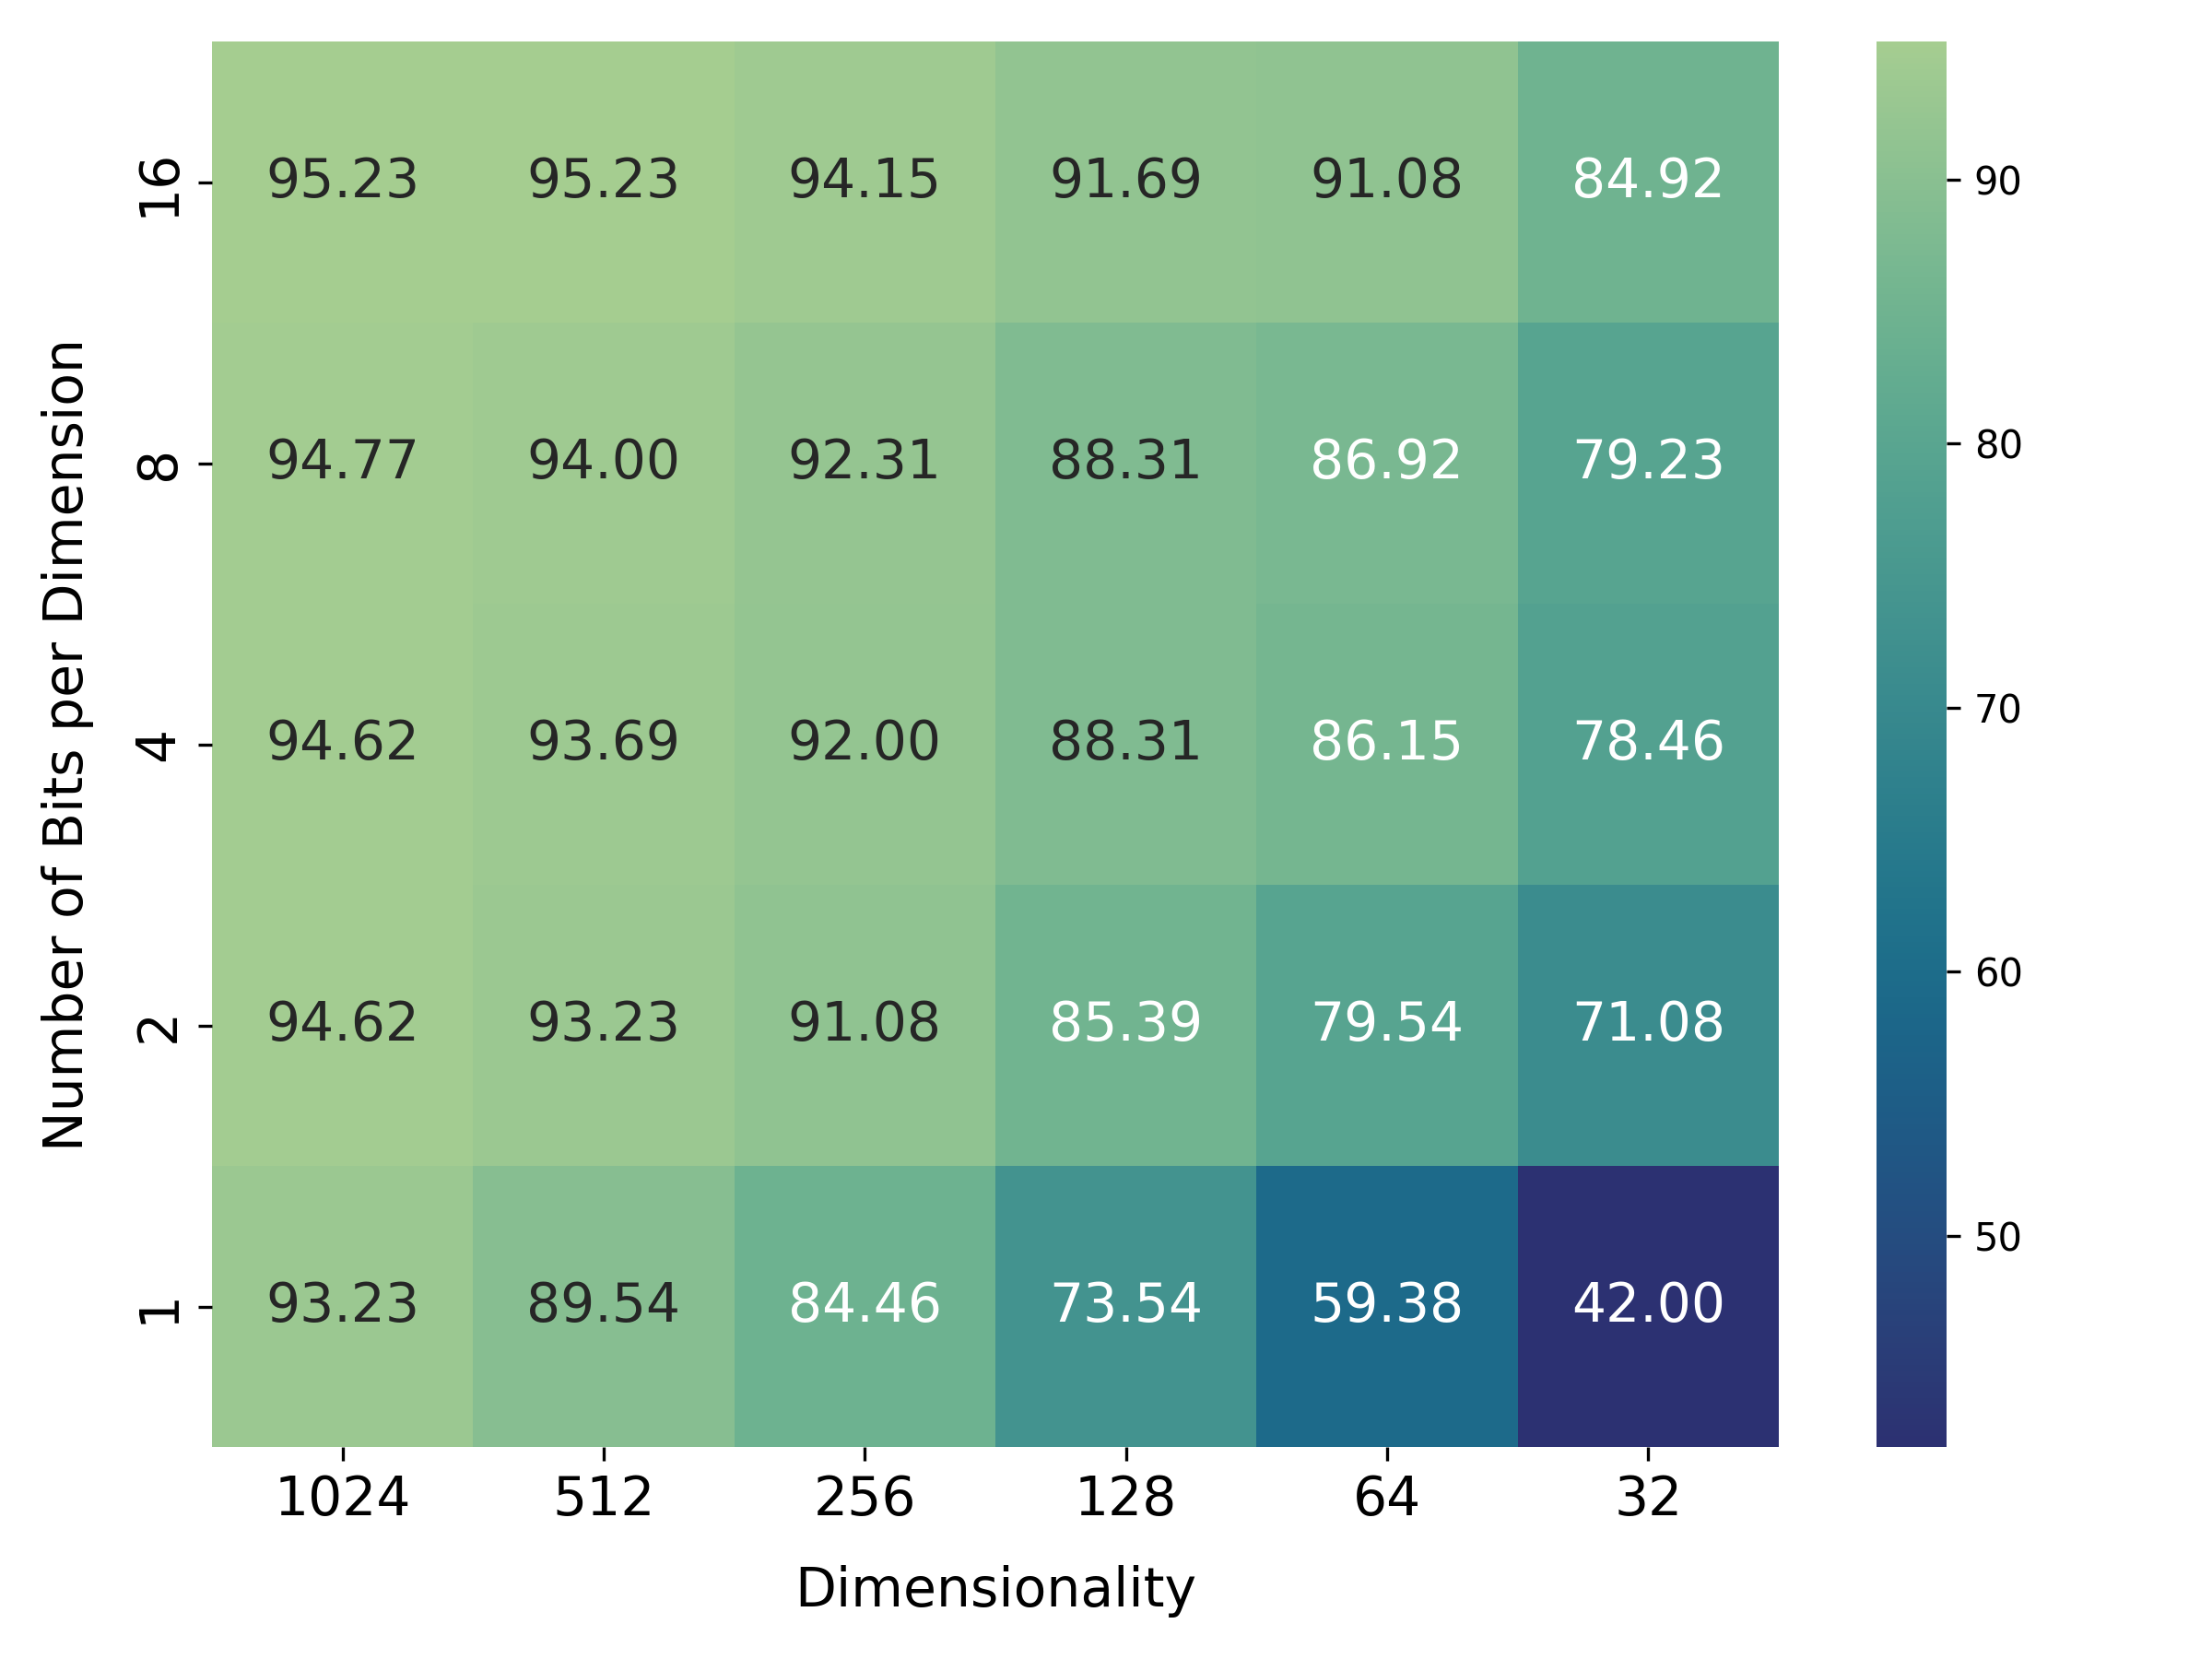 Number of Bits per Dimension
16 95.23 95.23 94.15 91.69 91.08 84.92
8 94.77 94.00 92.31 88.31 86.92 79.23
4 94.62 93.69 92.00 88.31 86.15 78.46
2 94.62 93.23 91.08 85.39 79.54 71.08
1 93.23 89.54 84.46 73.54 59.38 42.00
1024 512 256 128 64 32
Dimensionality
90
80
70
60
50